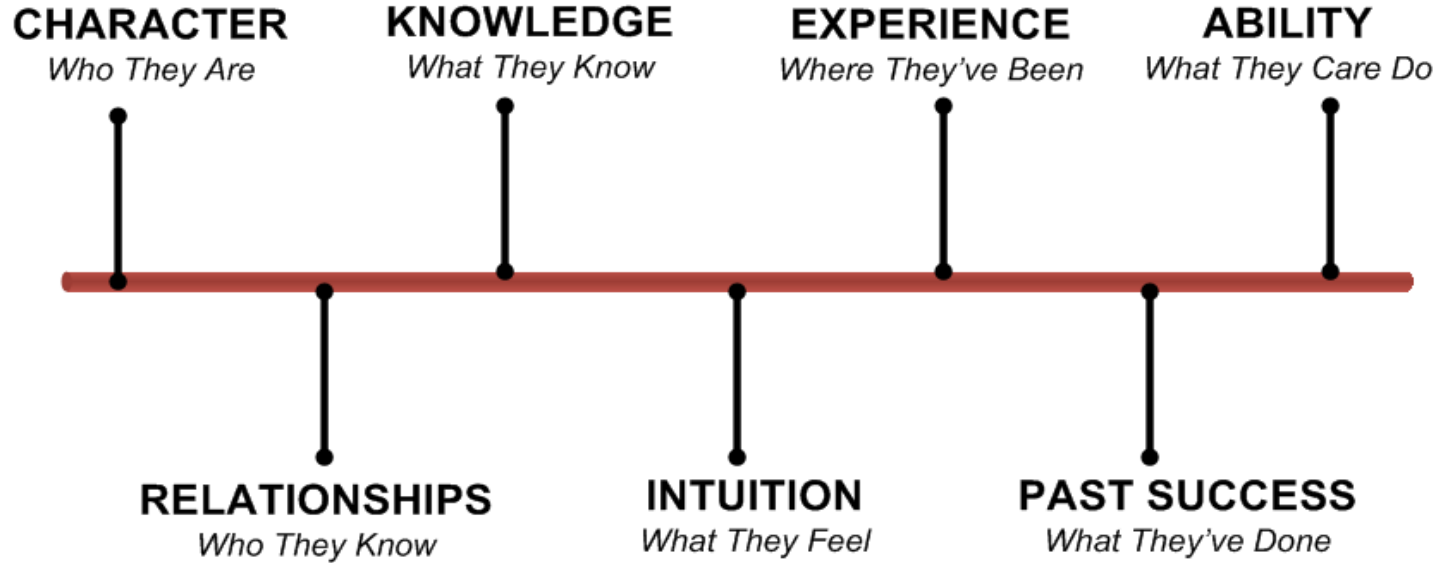 CHARACTER
Who They Are
KNOWLEDGE
What They Know
EXPERIENCE
Where They've Been
ABILITY
What They Care Do
RELATIONSHIPS
Who They Know
INTUITION
What They Feel
PAST SUCCESS
What They've Done